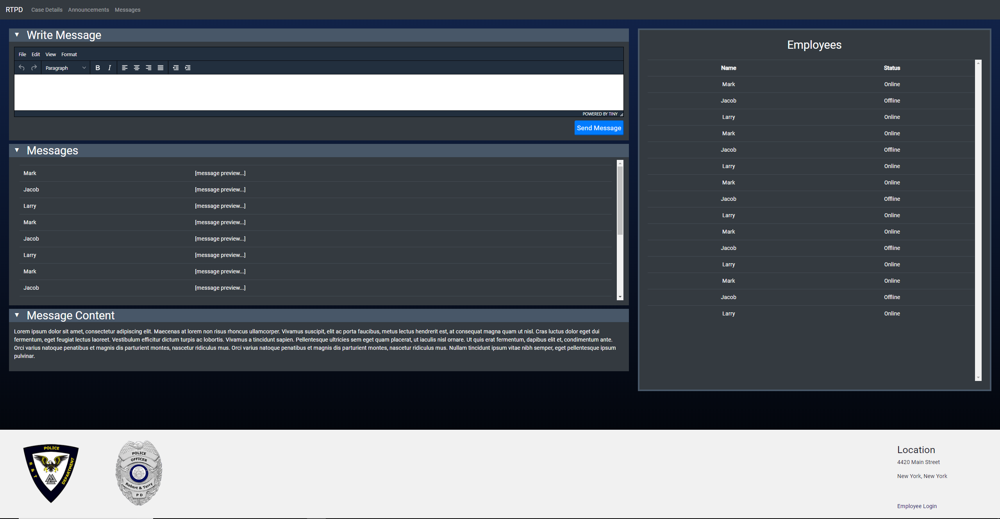 RTPD Case Details Announcements Messages
▼ Write Message
File Edit View Format
Paragraph B I
POWERED BY TINY
Send Message
▼ Messages
Mark [message preview...]
Jacob [message preview...]
Larry [message preview...]
Mark [message preview...]
Jacob [message preview...]
Larry [message preview...]
Mark [message preview...]
Jacob [message preview...]
▼ Message Content
Lorem ipsum dolor sit amet, consectetur adipiscing elit. Maecenas at lorem non risus rhoncus ullamcorper. Vivamus suscipit, elit ac porta faucibus, metus lectus hendrerit est, at consequat magna quam ut nisl. Cras luctus dolor eget dui
fermentum, eget feugiat lectus laoreet. Vestibulum efficitur dictum turpis ac lobortis. Vivamus a tincidunt sapien. Pellentesque ultricies sem eget quam placerat, ut iaculis nisl ornare. Ut quis erat fermentum, dapibus elit et, condimentum ante.
Orci varius natoque penatibus et magnis dis parturient montes, nascetur ridiculus mus. Orci varius natoque penatibus et magnis dis parturient montes, nascetur ridiculus mus. Nullam tincidunt ipsum vitae nibh semper, eget pellentesque ipsum
pulvinar.
Employees
Name Status
Mark Online
Jacob Offline
Larry Online
Mark Online
Jacob Offline
Larry Online
Mark Online
Jacob Offline
Larry Online
Mark Online
Jacob Offline
Larry Online
Mark Online
Jacob Offline
Larry Online
POLICE
R & T
DEPARTMENT
POLICE
OFFICER
Robert & Terry
PD
Location
4420 Main Street
New York, New York
Employee Login